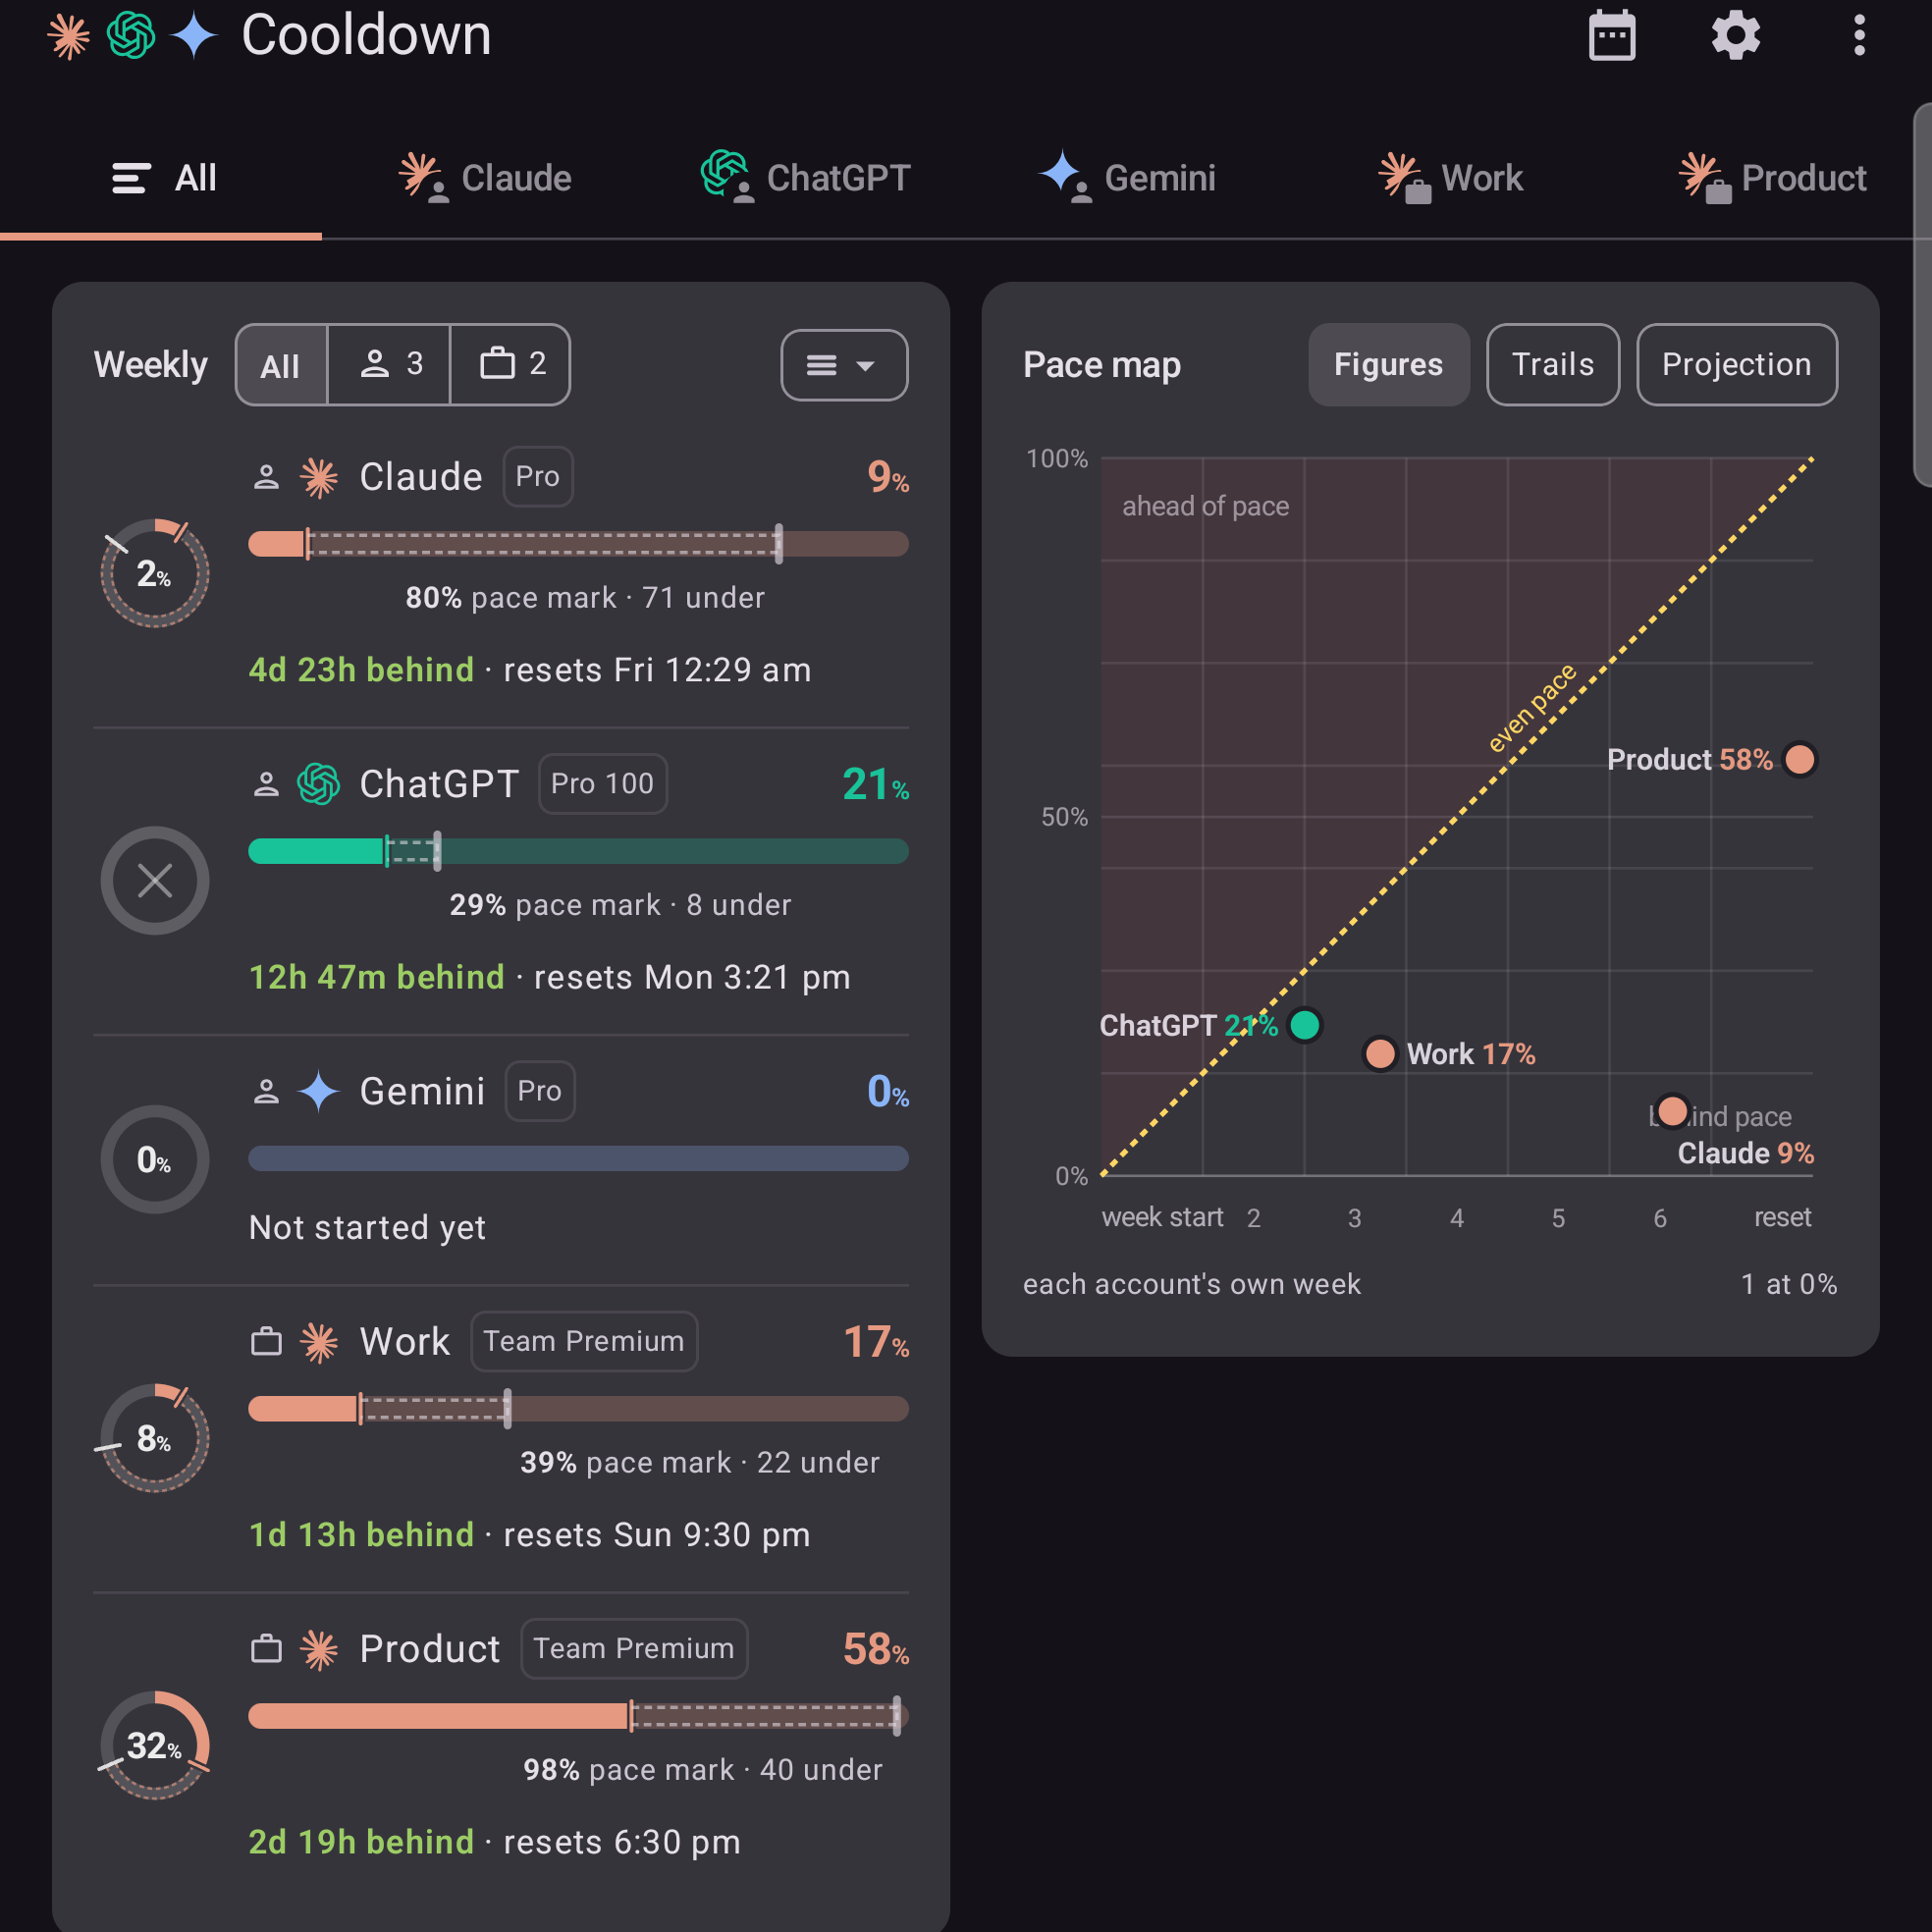 Cooldown
All Claude ChatGPT Gemini Work Product
Weekly All 3 2
Claude Pro 9%
2%
80% pace mark · 71 under
4d 23h behind · resets Fri 12:29 am
ChatGPT Pro 100 21%
29% pace mark · 8 under
12h 47m behind · resets Mon 3:21 pm
Gemini Pro 0%
0%
Not started yet
Work Team Premium 17%
8%
39% pace mark · 22 under
1d 13h behind · resets Sun 9:30 pm
Product Team Premium 58%
32%
98% pace mark · 40 under
2d 19h behind · resets 6:30 pm
Pace map Figures Trails Projection
100%
ahead of pace
even pace
Product 58%
50%
ChatGPT 21%
Work 17%
pace
Claude 9%
0%
week start 2 3 4 5 6 reset
each account's own week 1 at 0%